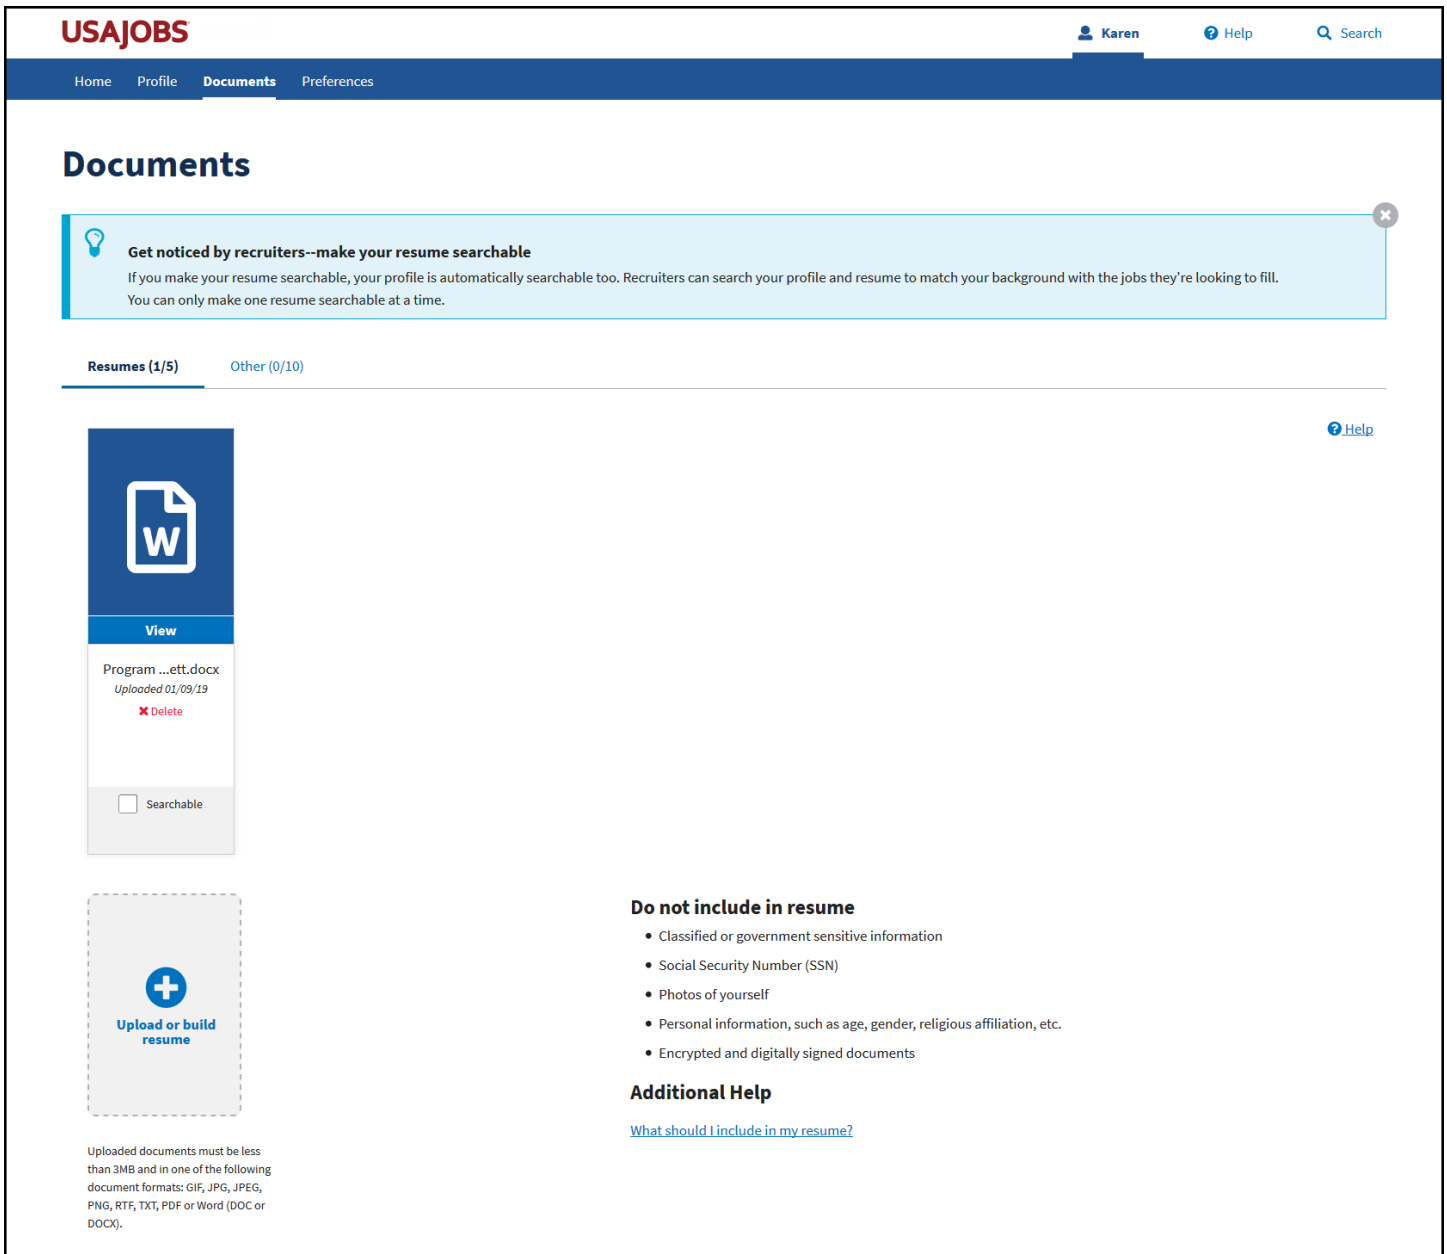 USAJOBS
Karen
Help
Search
Home
Profile
Documents
Preferences
Documents
Get noticed by recruiters--make your resume searchable
If you make your resume searchable, your profile is automatically searchable too. Recruiters can search your profile and resume to match your background with the jobs they're looking to fill.
You can only make one resume searchable at a time.
Resumes (1/5)
Other (0/10)
Help
W
View
Program ...ett.docx
Uploaded 01/09/19
Delete
Searchable
Upload or build
resume
Uploaded documents must be less
than 3MB and in one of the following
document formats: GIF, JPG, JPEG,
PNG, RTF, TXT, PDF or Word (DOC or
DOCX).
Do not include in resume
Classified or government sensitive information
Social Security Number (SSN)
Photos of yourself
Personal information, such as age, gender, religious affiliation, etc.
Encrypted and digitally signed documents
Additional Help
What should I include in my resume?